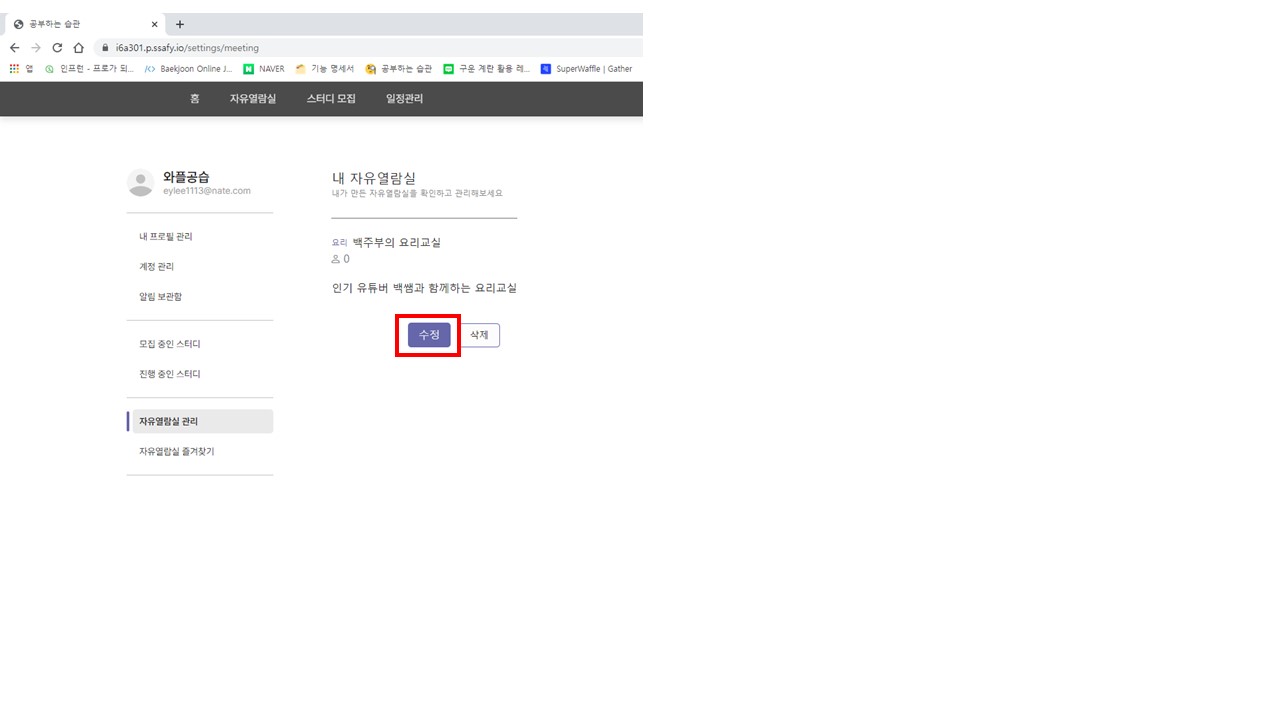 공부하는 습관
i6a301.p.ssafy.io/settings/meeting
앱 인프런 - 프로가 되... Baekjoon Online J... NAVER 기능 명세서 공부하는 습관 구운 계란 활용 레... SuperWaffle | Gather
홈 자유열람실 스터디 모집 일정관리
와플공습
eylee1113@nate.com
내 프로필 관리
계정 관리
알림 보관함
모집 중인 스터디
진행 중인 스터디
자유열람실 관리
자유열람실 즐겨찾기
내 자유열람실
내가 만든 자유열람실을 확인하고 관리해보세요
요리 백주부의 요리교실
0
인기 유튜버 백쌤과 함께하는 요리교실
수정 삭제